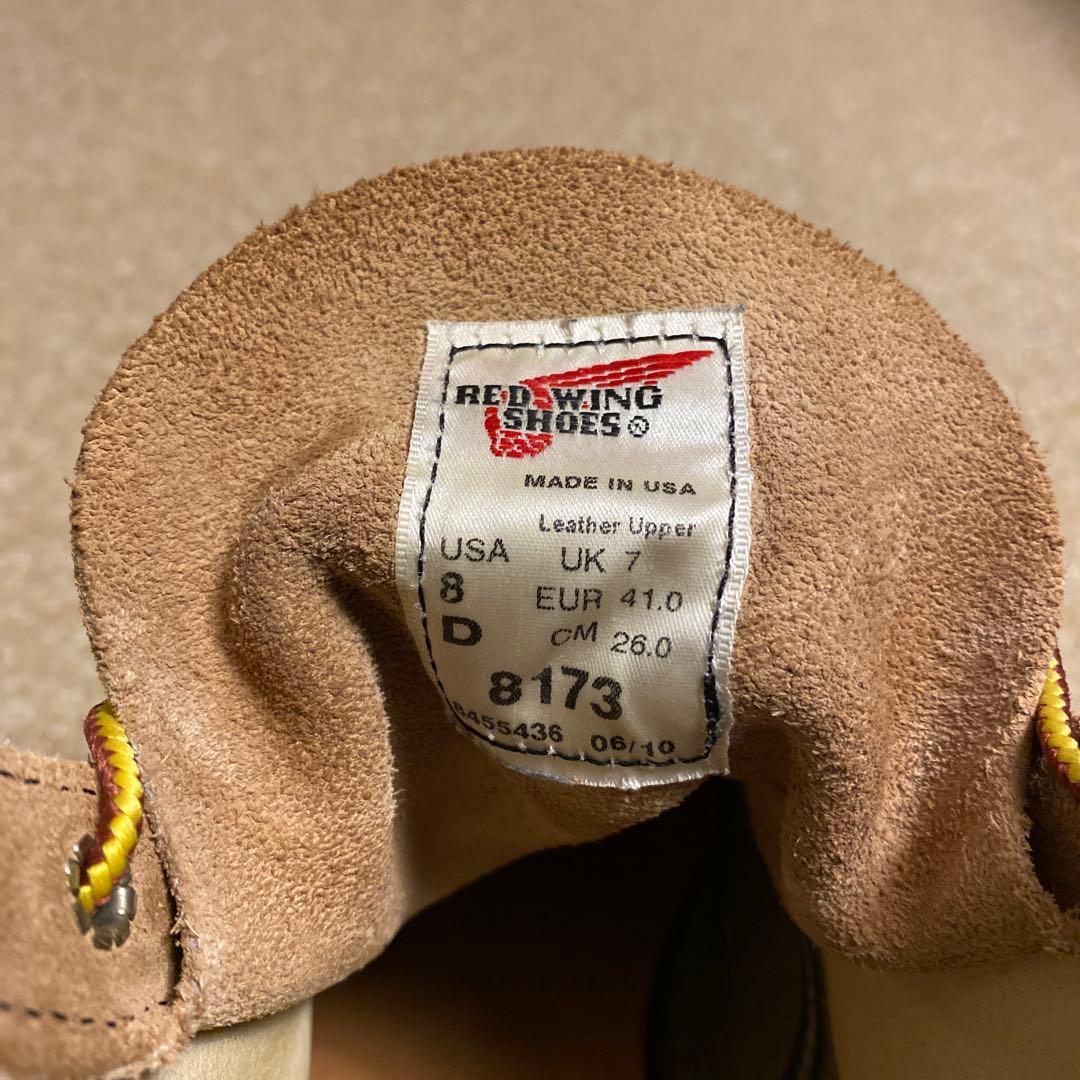 RED WING
SHOES ®
MADE IN USA
Leather Upper
USA UK 7
8 EUR 41.0
D CM 26.0
8173
8455436 06/10